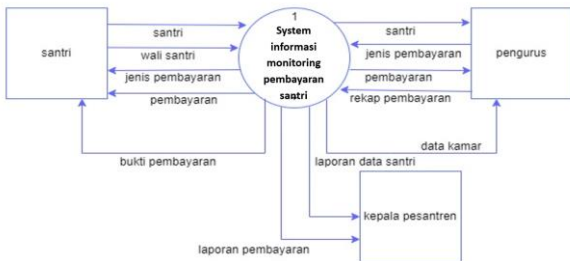 santri
santri
wali santri
jenis pembayaran
pembayaran
bukti pembayaran
1
System
informasi
monitoring
pembayaran
santri
santri
jenis pembayaran
pembayaran
rekap pembayaran
data kamar
pengurus
laporan data santri
kepala pesantren
laporan pembayaran